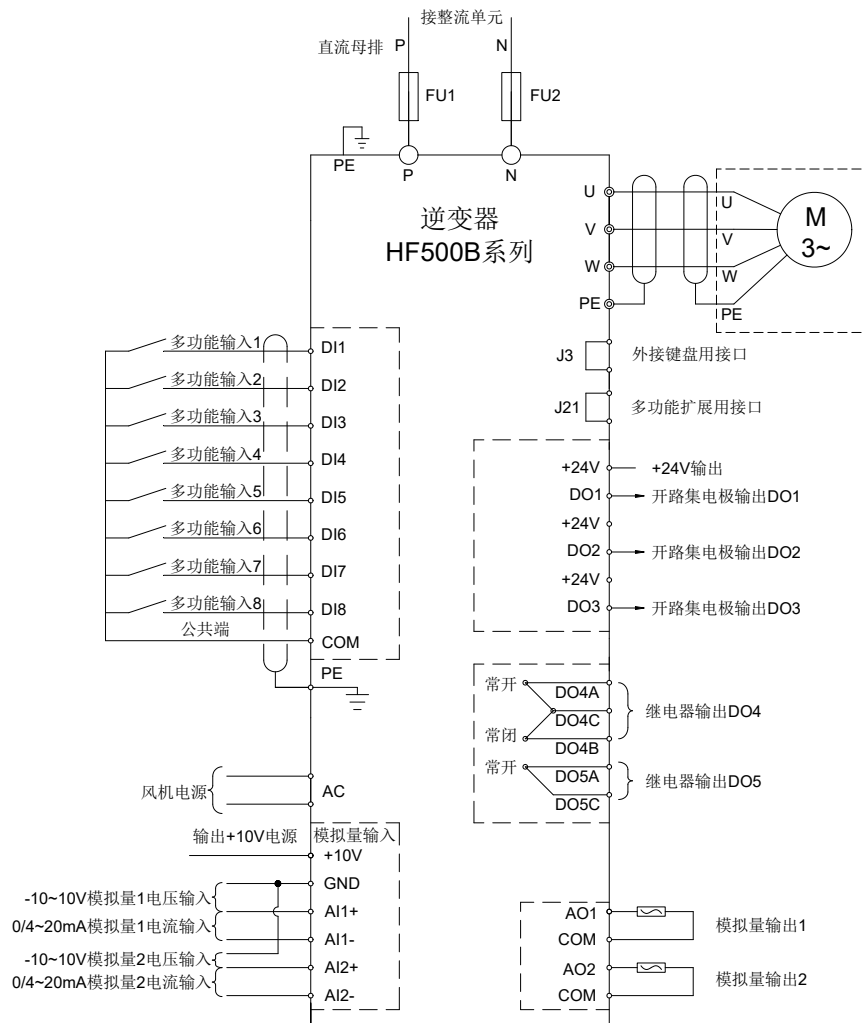 接整流单元
直流母排 P N
FU1 FU2
PE
P N
逆变器
HF500B系列
U U
V V
W W
PE PE
M
3~
J3 外接键盘用接口
J21 多功能扩展用接口
多功能输入1 DI1
多功能输入2 DI2
多功能输入3 DI3
多功能输入4 DI4
多功能输入5 DI5
多功能输入6 DI6
多功能输入7 DI7
多功能输入8 DI8
公共端 COM
PE
+24V +24V输出
DO1 开路集电极输出DO1
+24V
DO2 开路集电极输出DO2
+24V
DO3 开路集电极输出DO3
常开 DO4A
DO4C 继电器输出DO4
常闭 DO4B
常开 DO5A
继电器输出DO5
DO5C
风机电源 AC
输出+10V电源 模拟量输入
+10V
GND
-10~10V模拟量1电压输入
AI1+
0/4~20mA模拟量1电流输入
AI1-
-10~10V模拟量2电压输入
AI2+
0/4~20mA模拟量2电流输入
AI2-
AO1
模拟量输出1
COM
AO2
模拟量输出2
COM